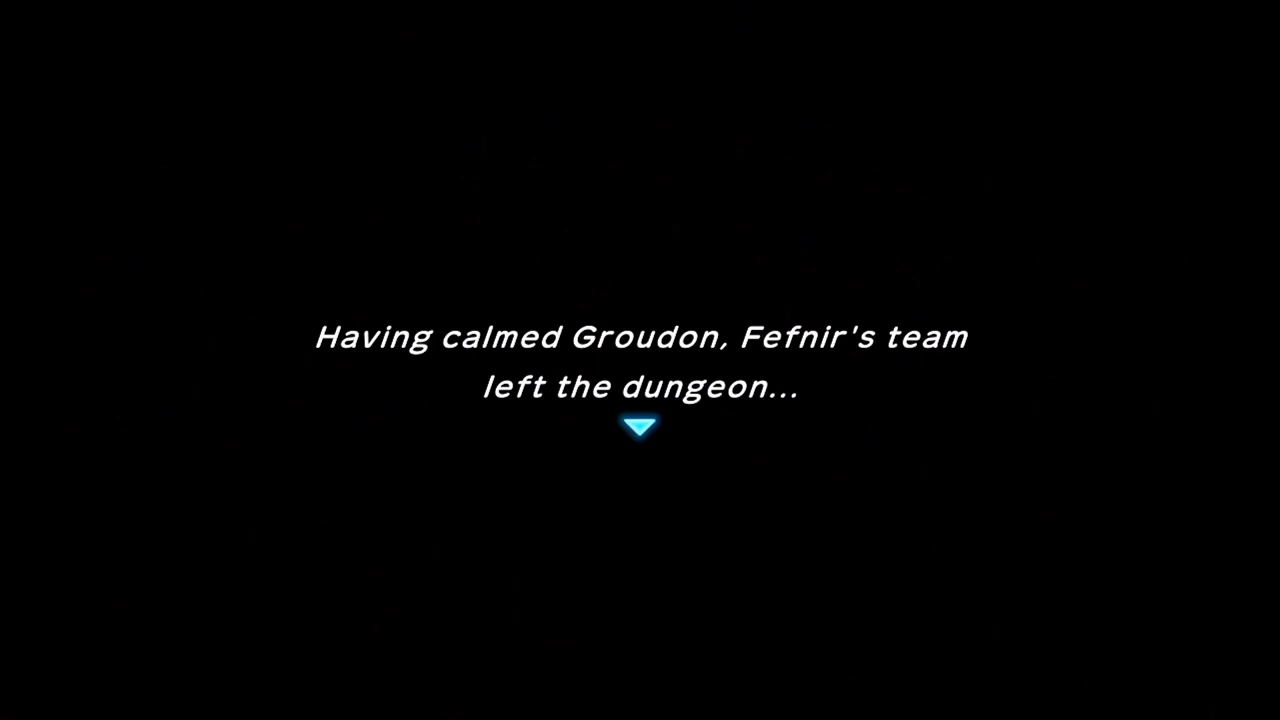 Having calmed Groudon, Fefnir's team
left the dungeon...